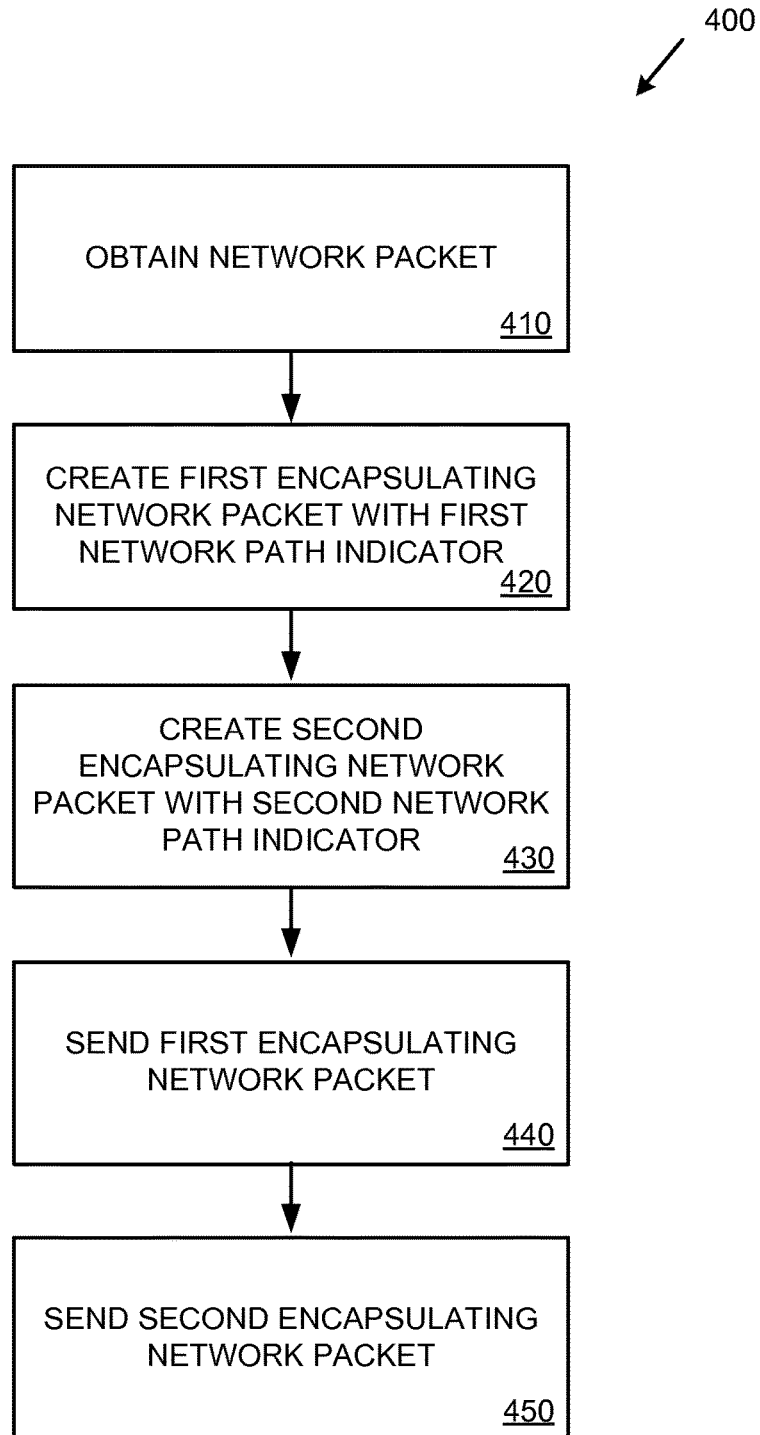 400
OBTAIN NETWORK PACKET
410
CREATE FIRST ENCAPSULATING
NETWORK PACKET WITH FIRST
NETWORK PATH INDICATOR
420
CREATE SECOND
ENCAPSULATING NETWORK
PACKET WITH SECOND NETWORK
PATH INDICATOR
430
SEND FIRST ENCAPSULATING
NETWORK PACKET
440
SEND SECOND ENCAPSULATING
NETWORK PACKET
450